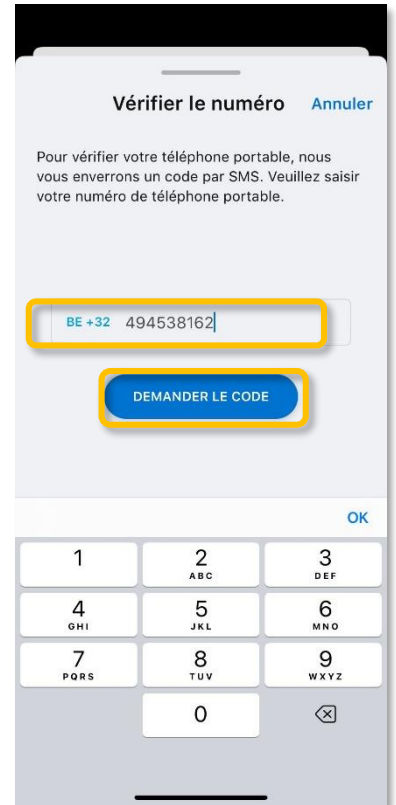 Vérifier le numéro Annuler
Pour vérifier votre téléphone portable, nous
vous enverrons un code par SMS. Veuillez saisir
votre numéro de téléphone portable.
BE +32 494538162
DEMANDER LE CODE
OK
1 2 3
ABC DEF
4 5 6
GHI JKL MNO
7 8 9
PQRS TUV WXYZ
0